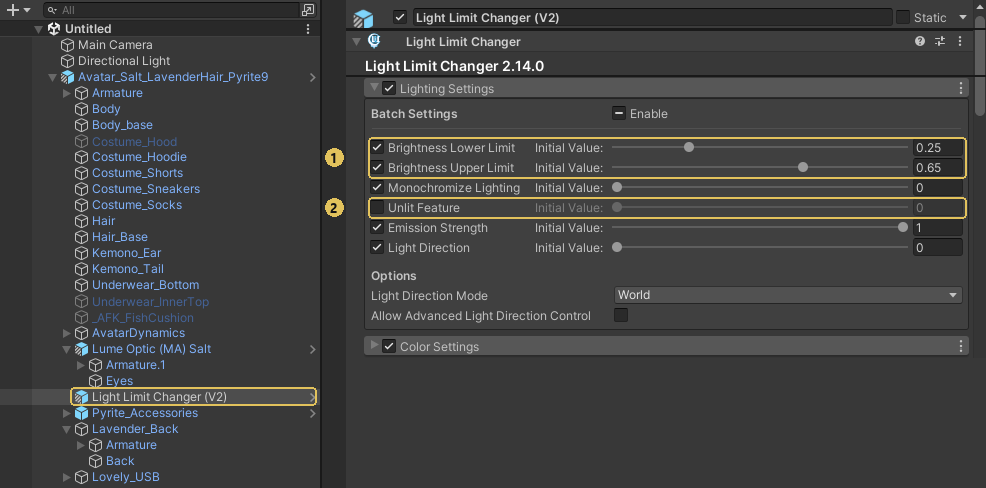 All
Untitled
Main Camera
Directional Light
Avatar_Salt_LavenderHair_Pyrite9
Armature
Body
Body_base
Costume_Hood
Costume_Hoodie
Costume_Shorts
Costume_Sneakers
Costume_Socks
Hair
Hair_Base
Kemono_Ear
Kemono_Tail
Underwear_Bottom
Underwear_InnerTop
_AFK_FishCushion
AvatarDynamics
Lume Optic (MA) Salt
Armature.1
Eyes
Light Limit Changer (V2)
Pyrite_Accessories
Lavender_Back
Armature
Back
Lovely_USB
1
2
Light Limit Changer (V2) Static
Light Limit Changer
Light Limit Changer 2.14.0
Lighting Settings
Batch Settings Enable
Brightness Lower Limit Initial Value: 0.25
Brightness Upper Limit Initial Value: 0.65
Monochromize Lighting Initial Value: 0
Unlit Feature Initial Value: 0
Emission Strength Initial Value: 1
Light Direction Initial Value: 0
Options
Light Direction Mode World
Allow Advanced Light Direction Control
Color Settings